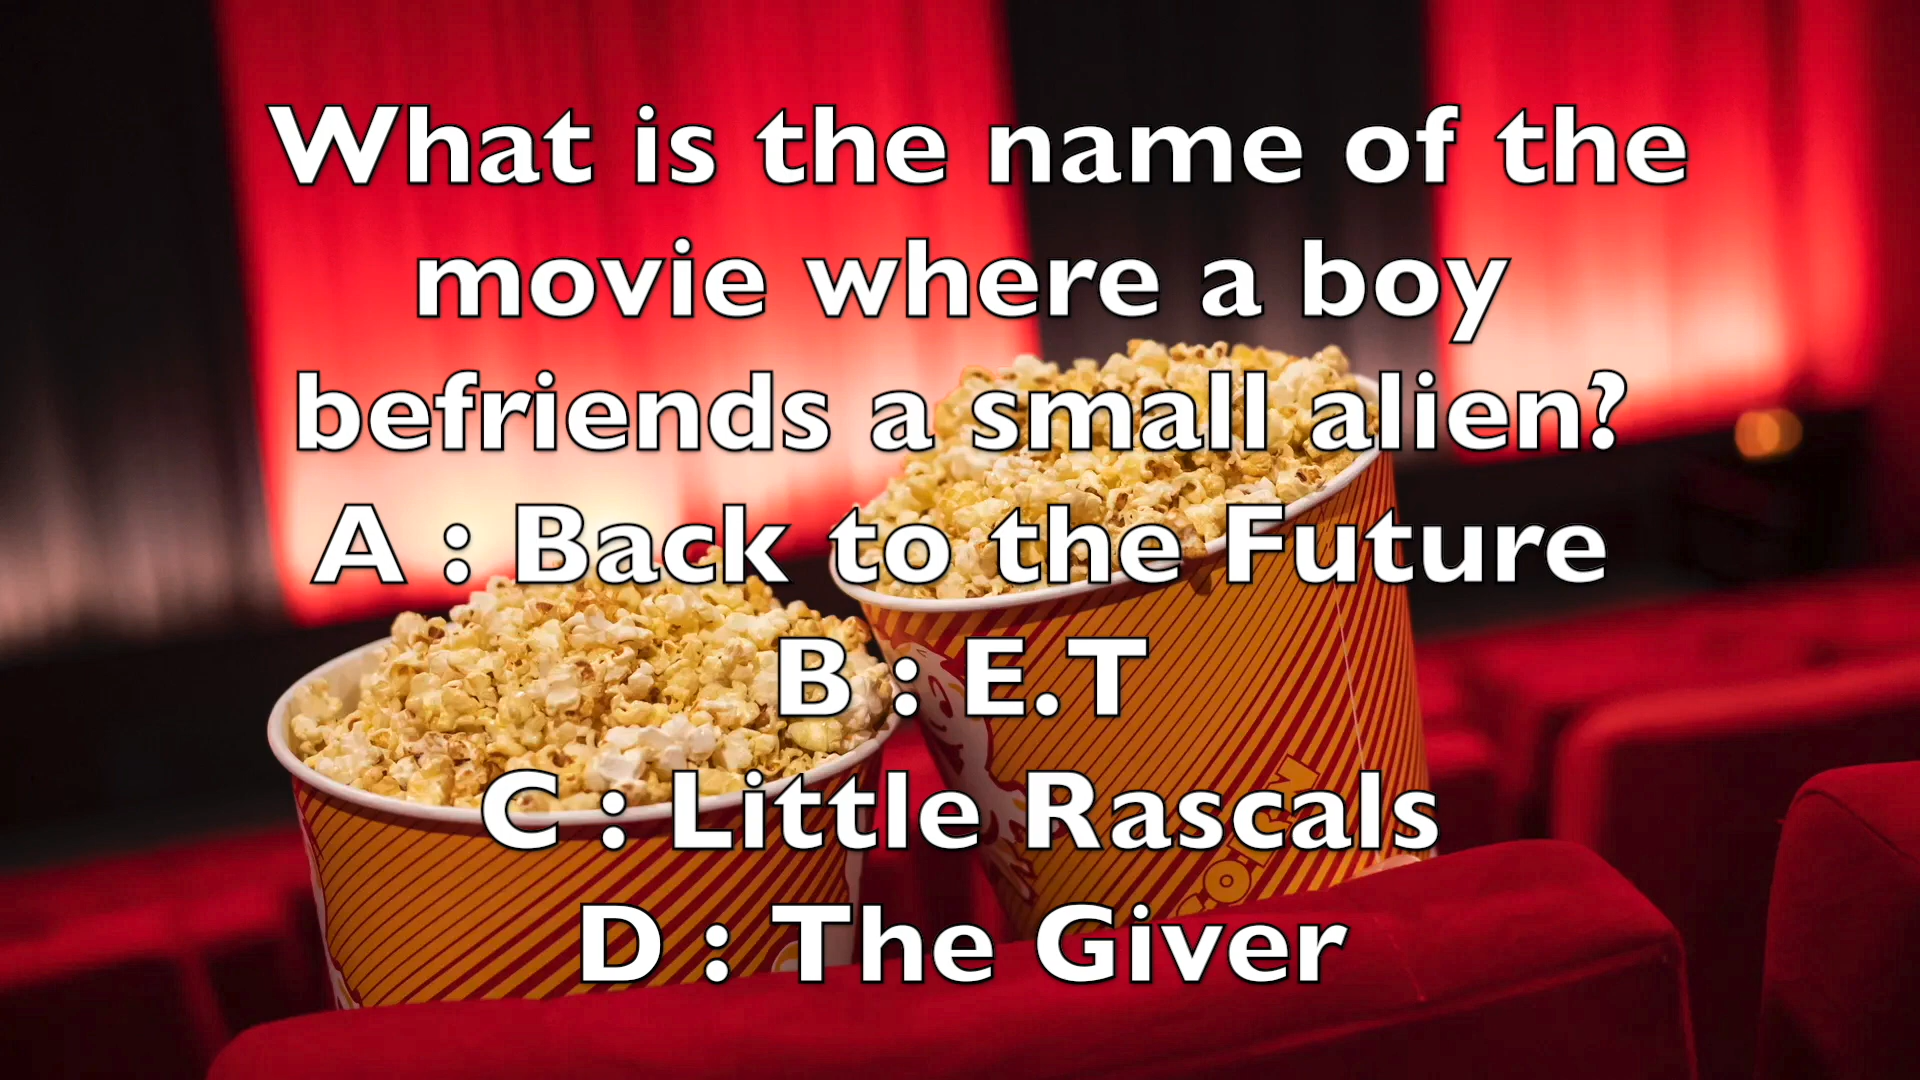 What is the name of the
movie where a boy
befriends a small alien?
A : Back to the Future
B : E.T
C : Little Rascals
D : The Giver